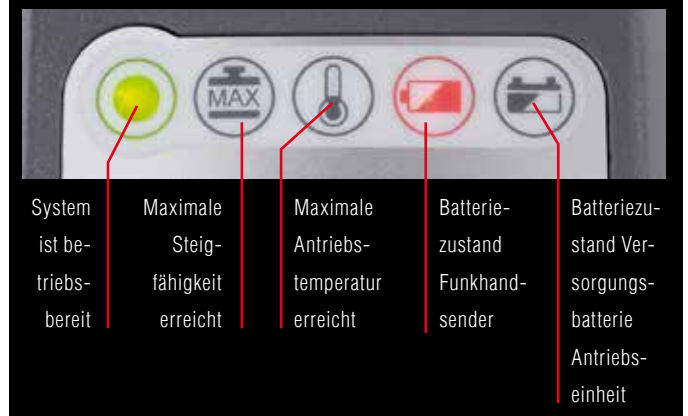 MAX
System
ist be-
triebs-
bereit
Maximale
Steig-
fähigkeit
erreicht
Maximale
Antriebs-
temperatur
erreicht
Batterie-
zustand
Funkhand-
sender
Batteriezu-
stand Ver-
sorgungs-
batterie
Antriebs-
einheit